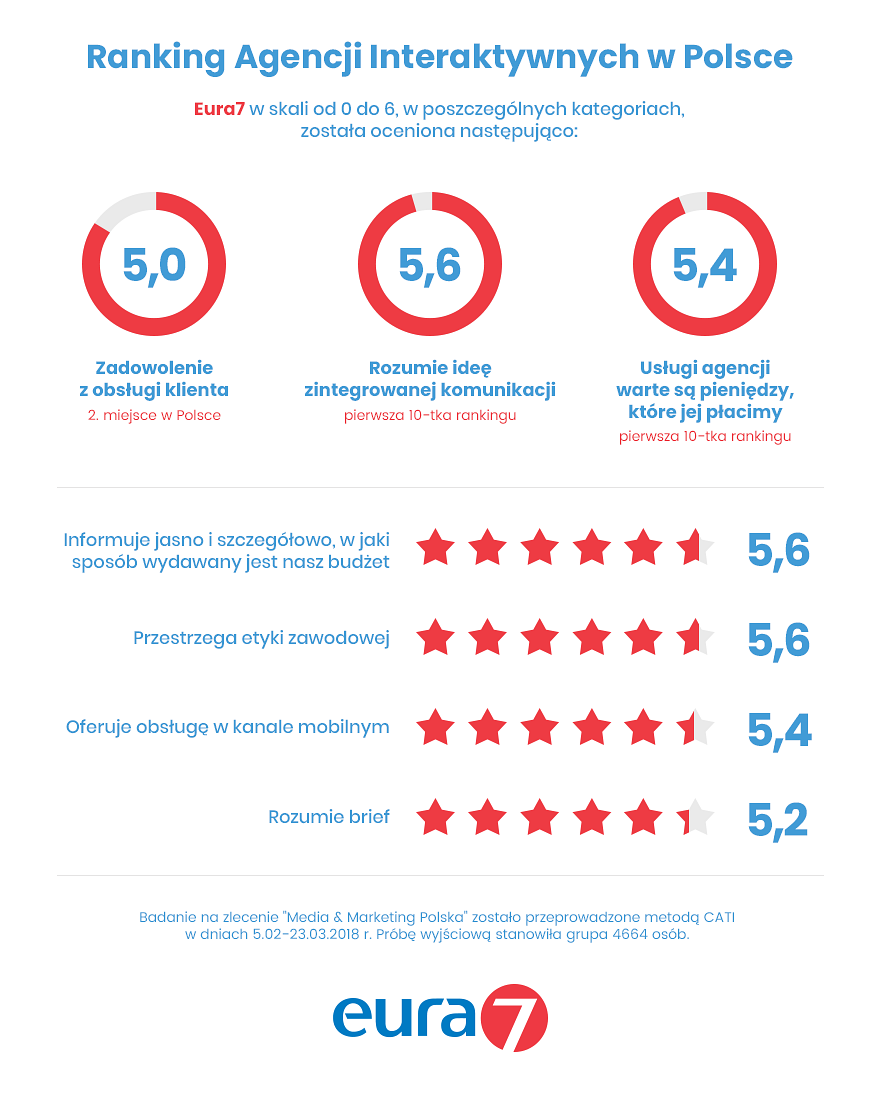 Ranking Agencji Interaktywnych w Polsce
Eura7 w skali od 0 do 6, w poszczególnych kategoriach,
została oceniona następująco:
5,0
Zadowolenie
z obsługi klienta
2. miejsce w Polsce
5,6
Rozumie ideę
zintegrowanej komunikacji
pierwsza 10-tka rankingu
5,4
Usługi agencji
warte są pieniędzy,
które jej płacimy
pierwsza 10-tka rankingu
Informuje jasno i szczegółowo, w jaki
sposób wydawany jest nasz budżet
5,6
Przestrzega etyki zawodowej
5,6
Oferuje obsługę w kanale mobilnym
5,4
Rozumie brief
5,2
Badanie na zlecenie "Media & Marketing Polska" zostało przeprowadzone metodą CATI
w dniach 5.02-23.03.2018 r. Próbę wyjściową stanowiła grupa 4664 osób.
eura7